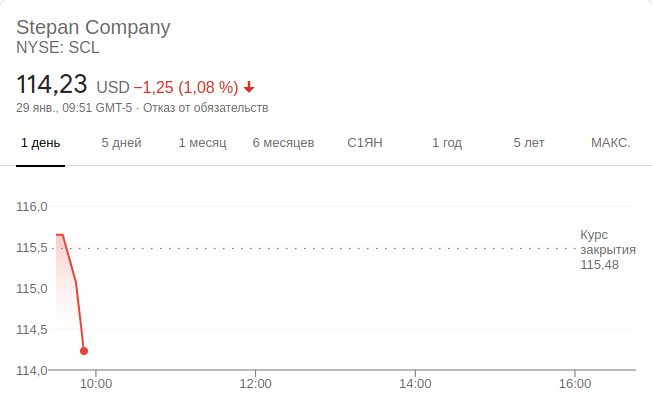 Stepan Company
NYSE: SCL
114,23 USD −1,25 (1,08 %)
29 янв., 09:51 GMT-5 · Отказ от обязательств
1 день 5 дней 1 месяц 6 месяцев С1ЯН 1 год 5 лет МАКС.
116,0
115,5
115,0
114,5
114,0
Курс
закрытия
115,48
10:00 12:00 14:00 16:00